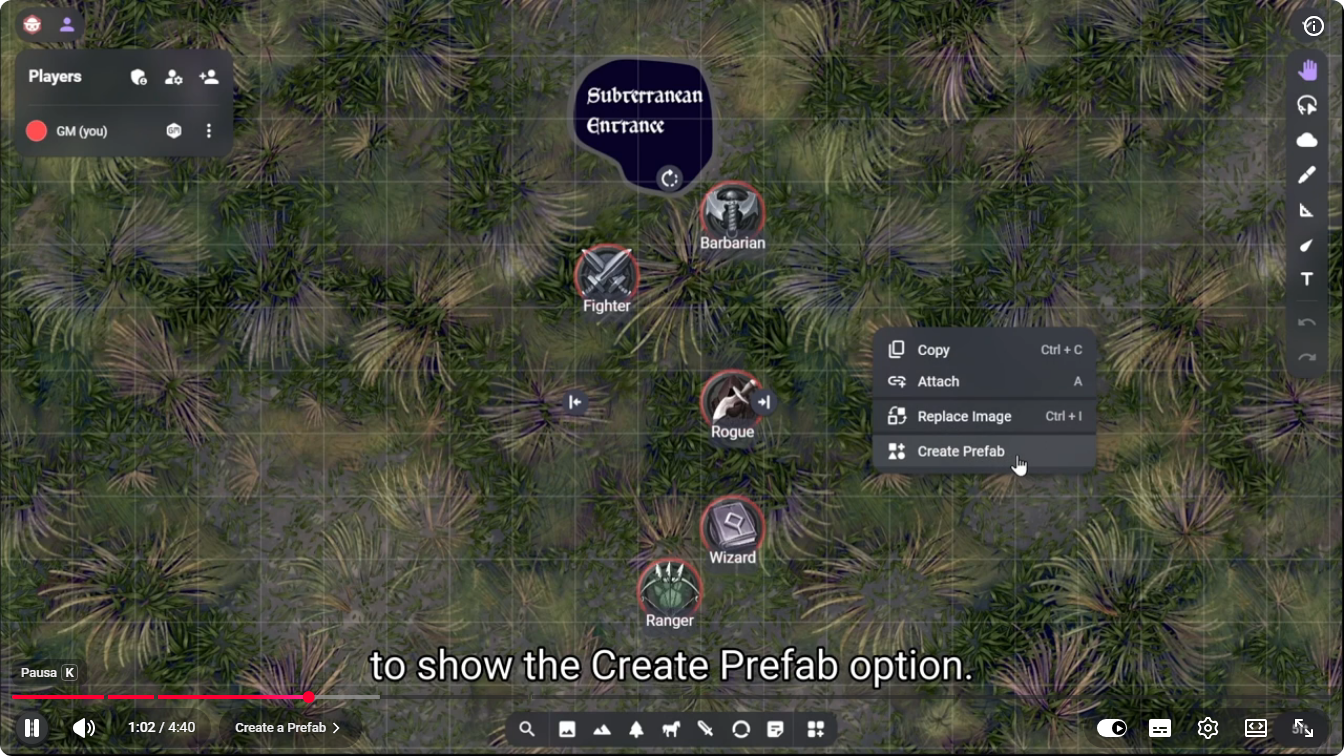 Players
GM (you)
GM
Subterranean
Entrance
Barbarian
Fighter
Rogue
Wizard
Ranger
Copy Ctrl + C
Attach A
Replace Image Ctrl + I
Create Prefab
T
to show the Create Prefab option.
Pausa K
1:02 / 4:40
Create a Prefab